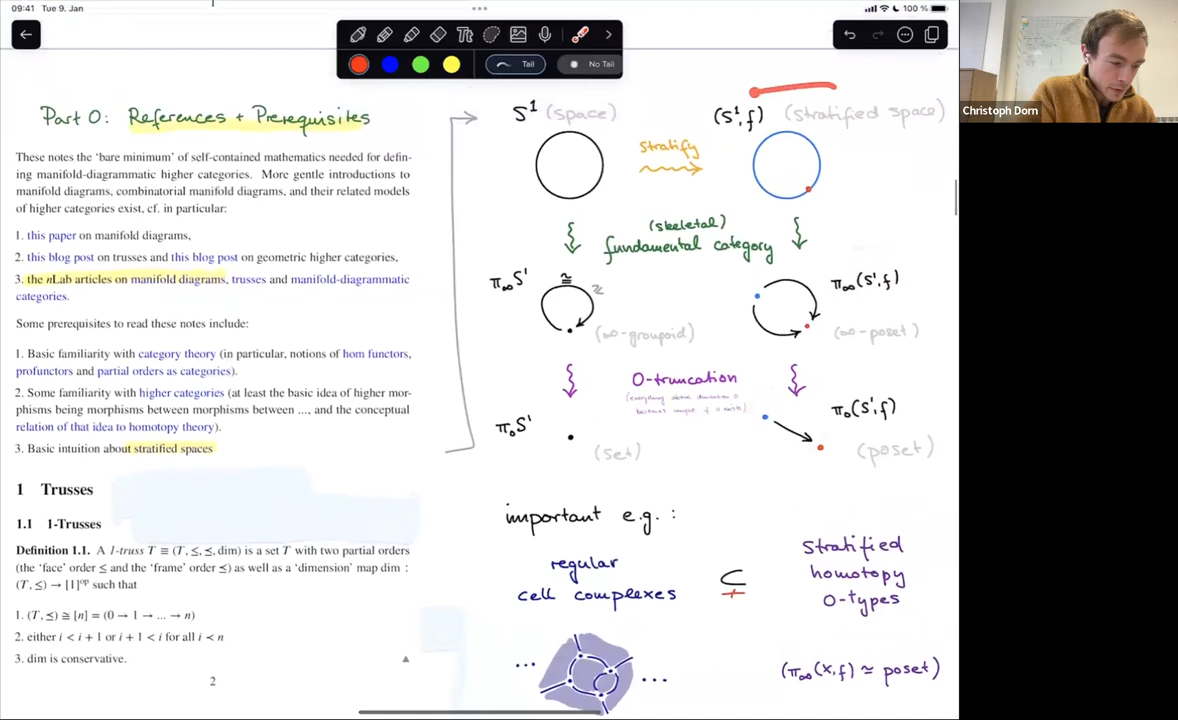 09:41 Tue 9. Jan
100 %
Tail
No Tail
Christoph Dorn
Part 0: References + Prerequisites
These notes the ‘bare minimum’ of self-contained mathematics needed for defin-
ing manifold-diagrammatic higher categories. More gentle introductions to
manifold diagrams, combinatorial manifold diagrams, and their related models
of higher categories exist, cf. in particular:
1. this paper on manifold diagrams,
2. this blog post on trusses and this blog post on geometric higher categories,
3. the nLab articles on manifold diagrams, trusses and manifold-diagrammatic
categories.
Some prerequisites to read these notes include:
1. Basic familiarity with category theory (in particular, notions of hom functors,
profunctors and partial orders as categories).
2. Some familiarity with higher categories (at least the basic idea of higher mor-
phisms being morphisms between morphisms between ..., and the conceptual
relation of that idea to homotopy theory).
3. Basic intuition about stratified spaces
1 Trusses
1.1 1-Trusses
Definition 1.1. A 1-truss T ≡ (T, ≤, ⪯, dim) is a set T with two partial orders
(the ‘face’ order ≤ and the ‘frame’ order ⪯) as well as a ‘dimension’ map dim :
(T, ≤) → [1]ᵒᵖ such that
1. (T, ⪯) ≅ [n] = (0 → 1 → ... → n)
2. either i < i + 1 or i + 1 < i for all i < n
3. dim is conservative.
▲
2
S¹ (space)
(S¹, f) (stratified space)
stratify
(skeletal)
fundamental category
π∞S¹
≅
ℤ
(∞-groupoid)
π∞(S¹, f)
(∞-poset)
0-truncation
π₀S¹
(set)
π₀(S¹, f)
(poset)
important e.g. :
regular
cell complexes
⊊
Stratified
homotopy
0-types
... ...
(π∞(X, f) ≃ poset)